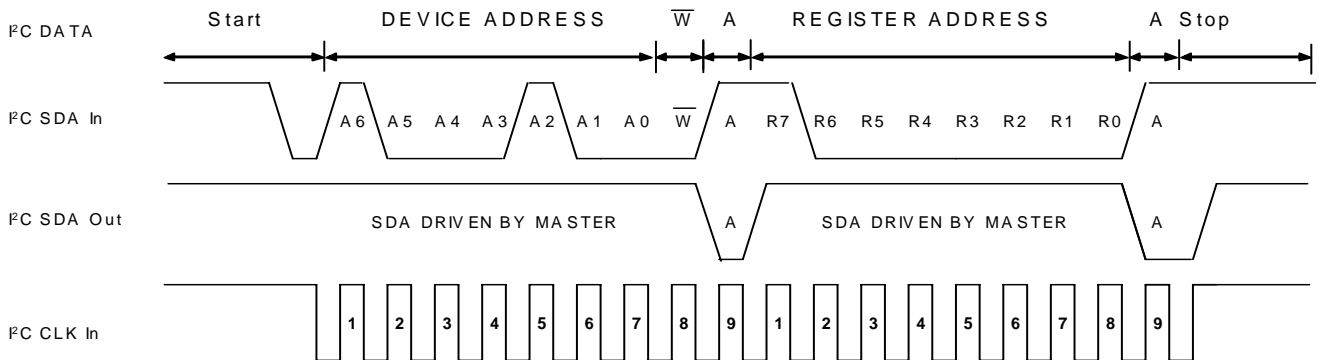 I²C DATA Start DEVICE ADDRESS W̅ A REGISTER ADDRESS A Stop
I²C SDA In A6 A5 A4 A3 A2 A1 A0 W̅ A R7 R6 R5 R4 R3 R2 R1 R0 A
I²C SDA Out SDA DRIVEN BY MASTER A SDA DRIVEN BY MASTER A
I²C CLK In 1 2 3 4 5 6 7 8 9 1 2 3 4 5 6 7 8 9